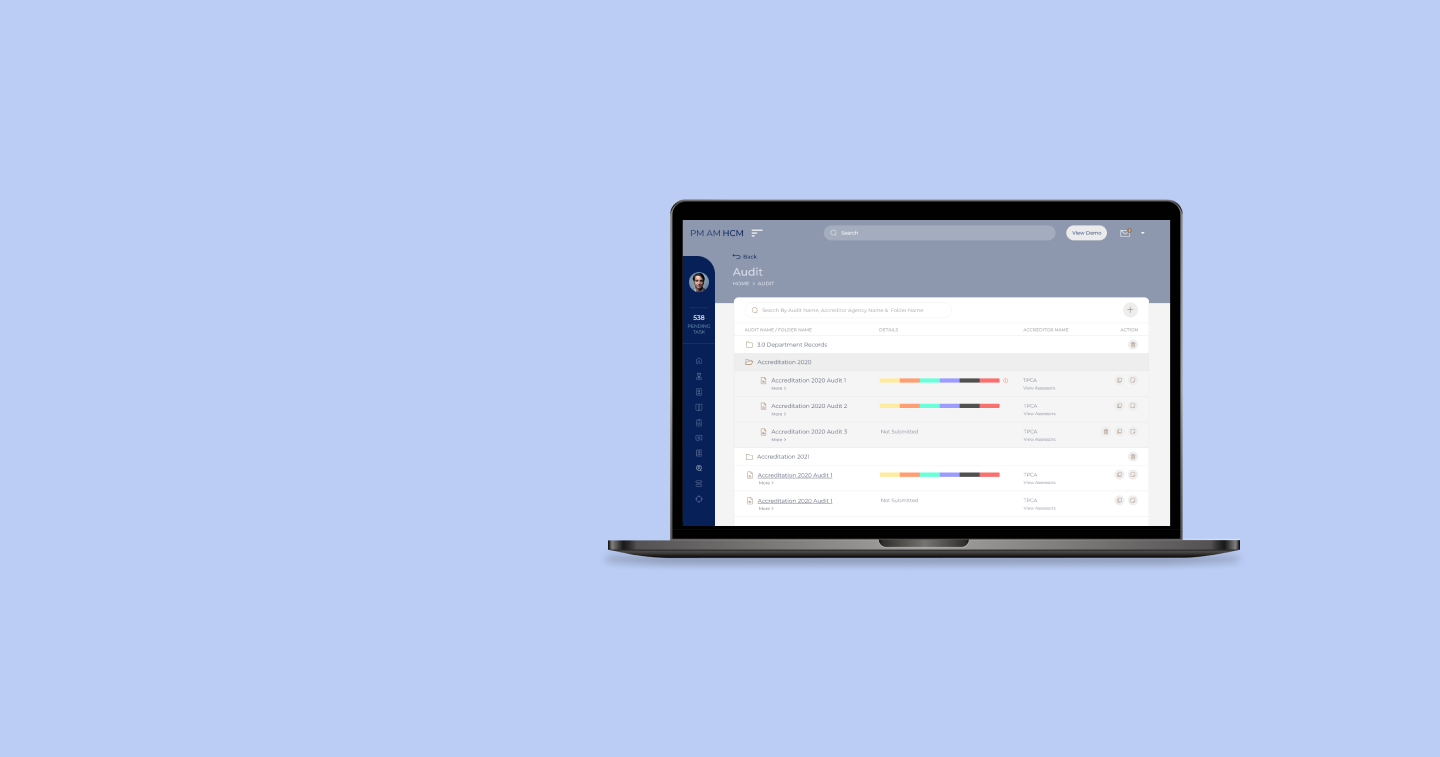 PM AM HCM
Search
View Demo
Back
Audit
HOME > AUDIT
538
PENDING
TASK
Search By Audit Name, Accreditor Agency Name & Folder Name
AUDIT NAME / FOLDER NAME DETAILS ACCREDITOR NAME ACTION
3.0 Department Records
Accreditation 2020
Accreditation 2020 Audit 1 TPCA
More > View Assessors
Accreditation 2020 Audit 2 TPCA
More > View Assessors
Accreditation 2020 Audit 3 Not Submitted TPCA
More > View Assessors
Accreditation 2021
Accreditation 2020 Audit 1 TPCA
More > View Assessors
Accreditation 2020 Audit 1 Not Submitted TPCA
More > View Assessors